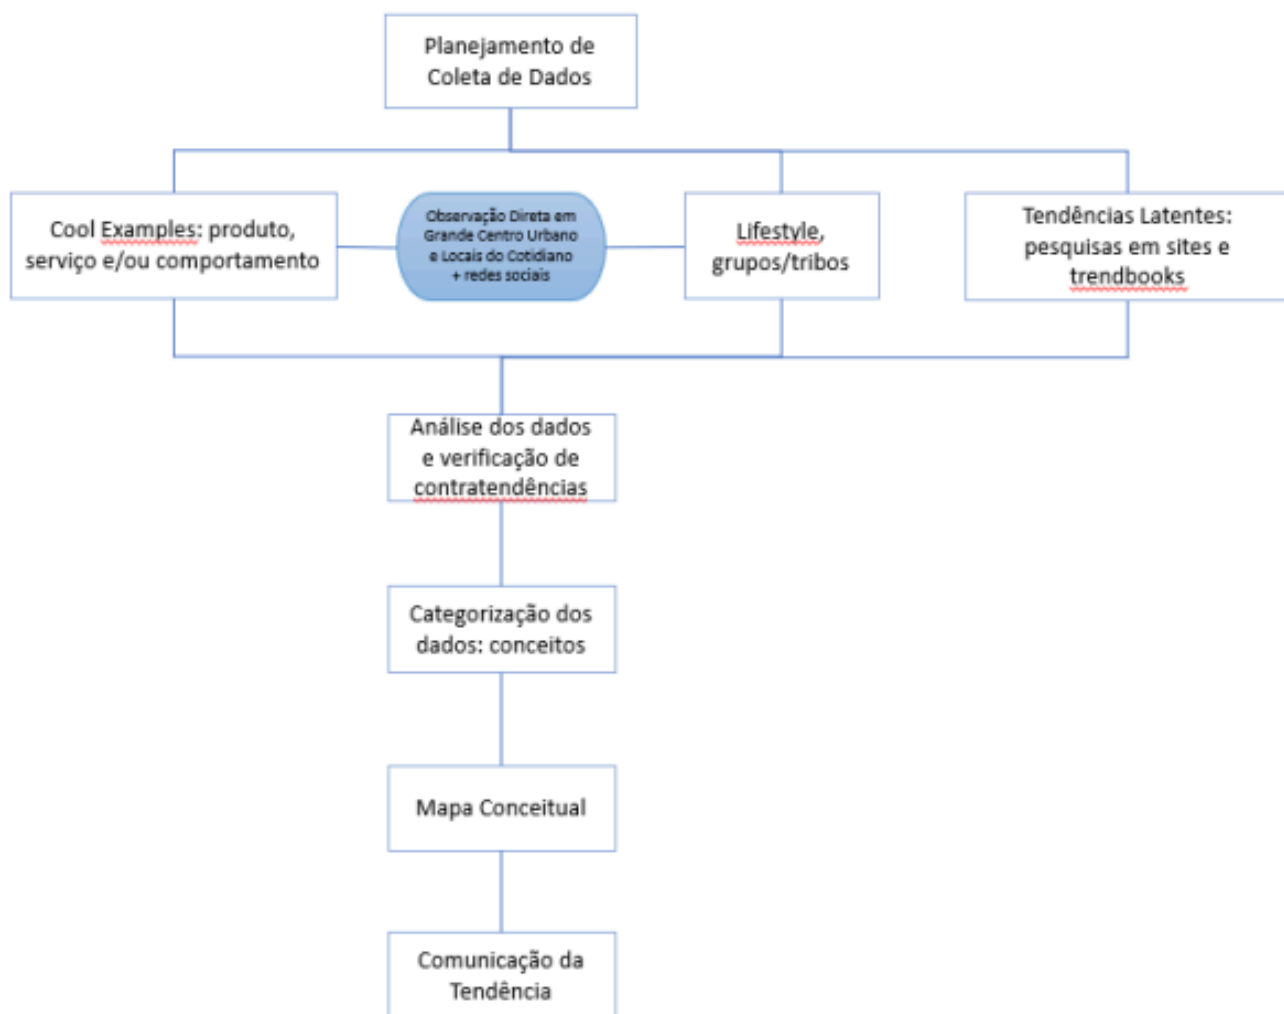 Planejamento de
Coleta de Dados
Cool Examples: produto,
serviço e/ou comportamento
Observação Direta em
Grande Centro Urbano
e Locais do Cotidiano
+ redes sociais
Lifestyle,
grupos/tribos
Tendências Latentes:
pesquisas em sites e
trendbooks
Análise dos dados
e verificação de
contratendências
Categorização dos
dados: conceitos
Mapa Conceitual
Comunicação da
Tendência